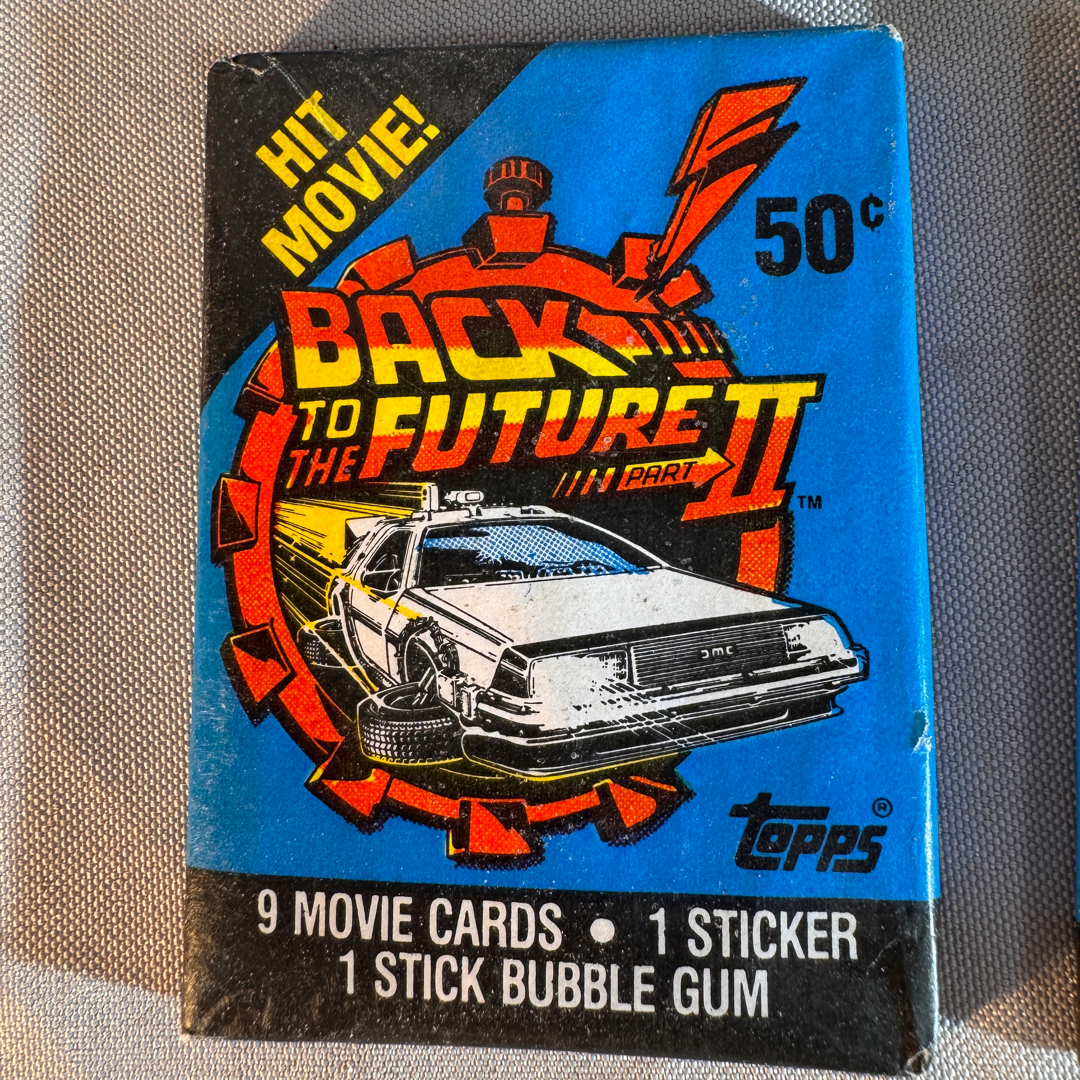 HIT
MOVIE!
50¢
BACK
TO
THE FUTURE II
PART
TM
DMC
topps®
9 MOVIE CARDS • 1 STICKER
1 STICK BUBBLE GUM